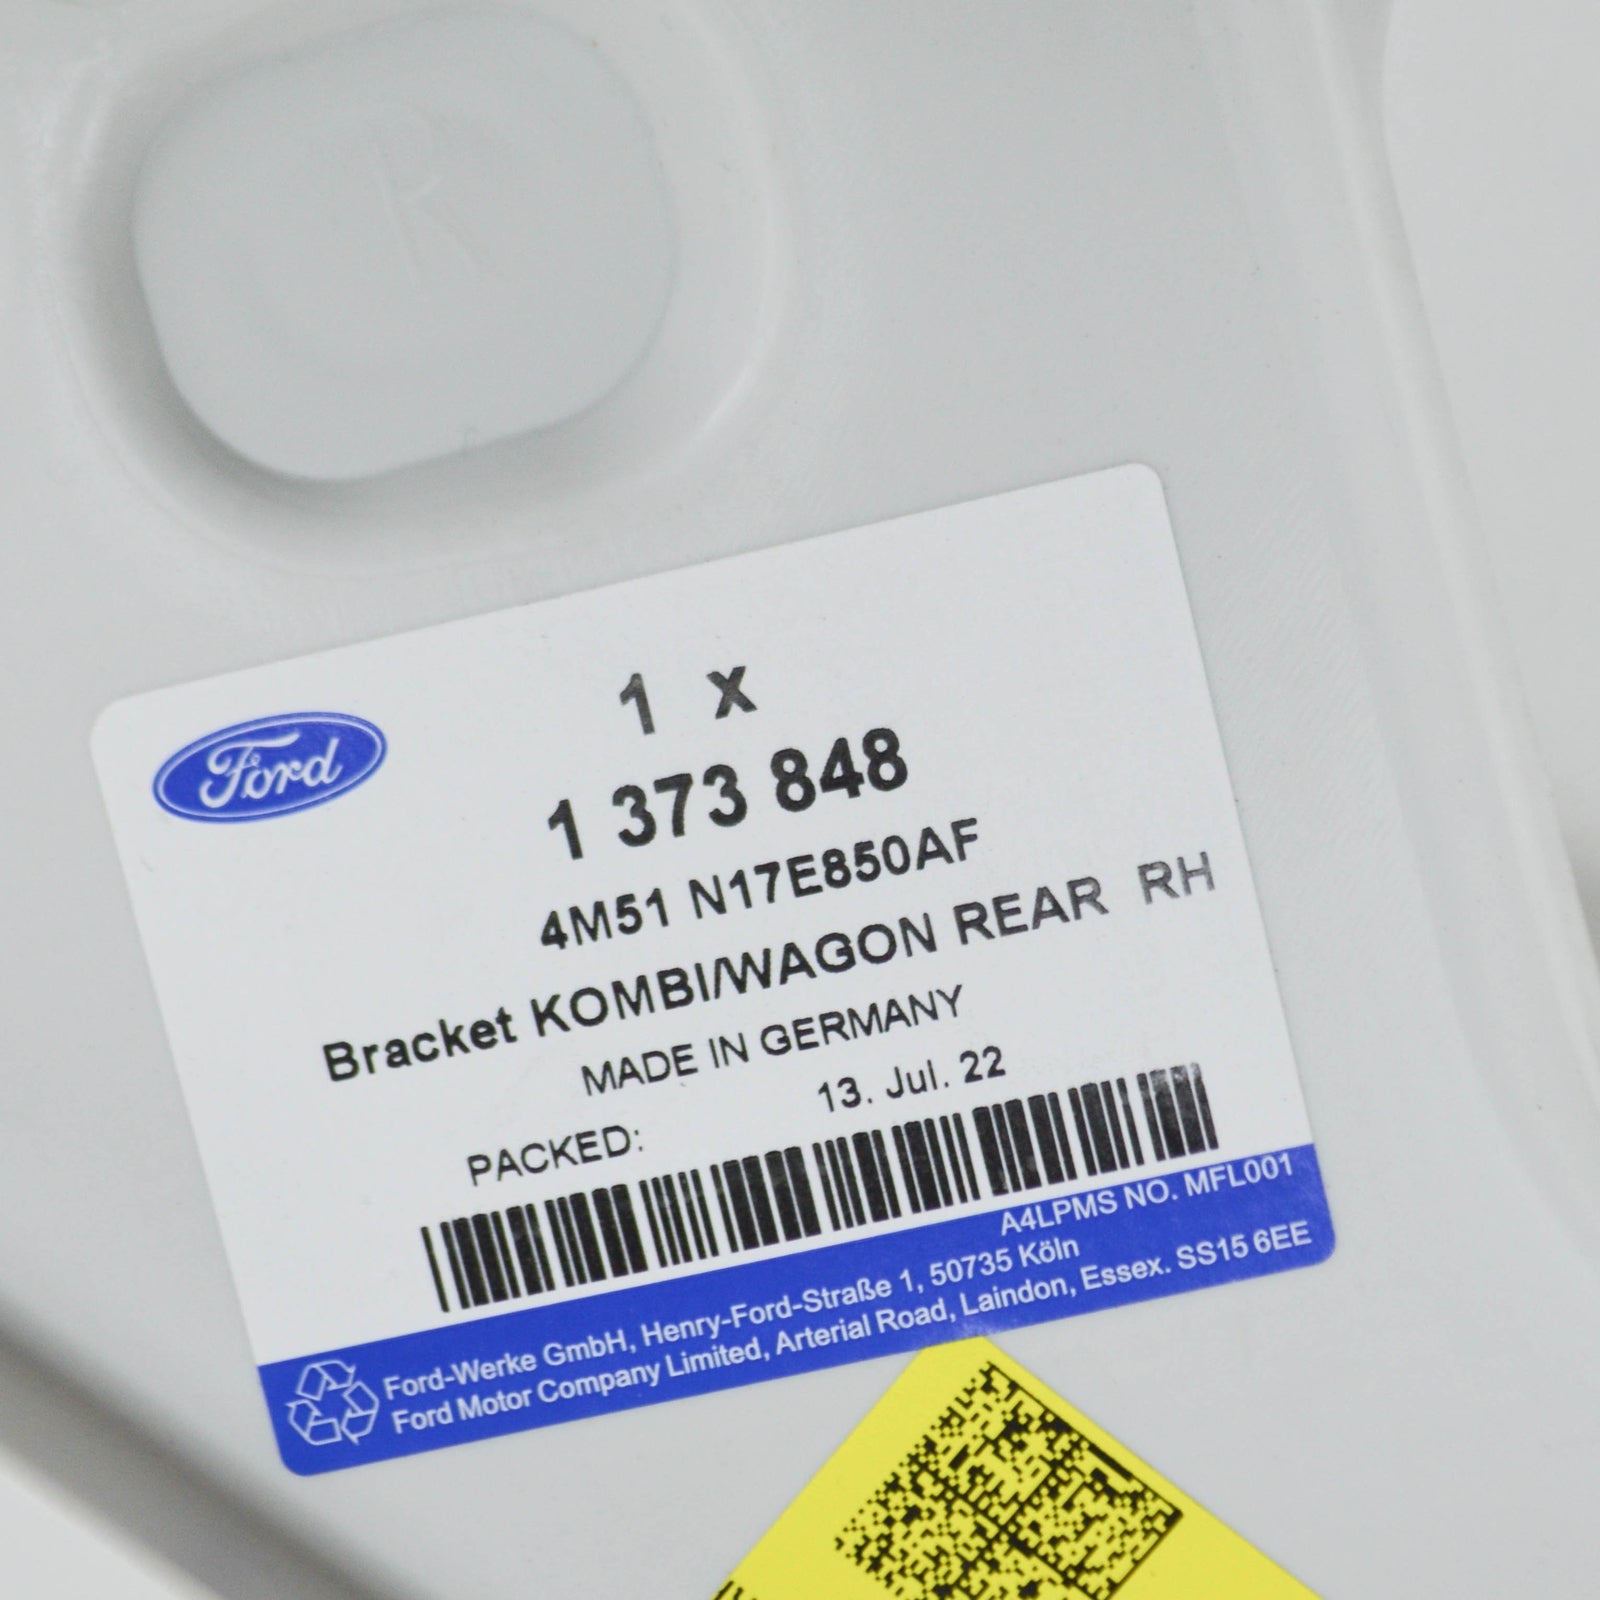 R
Ford
1 x
1 373 848
4M51 N17E850AF
Bracket KOMBI/WAGON REAR RH
MADE IN GERMANY
PACKED: 13. Jul. 22
A4LPMS NO. MFL001
Ford-Werke GmbH, Henry-Ford-Straße 1, 50735 Köln
Ford Motor Company Limited, Arterial Road, Laindon, Essex. SS15 6EE